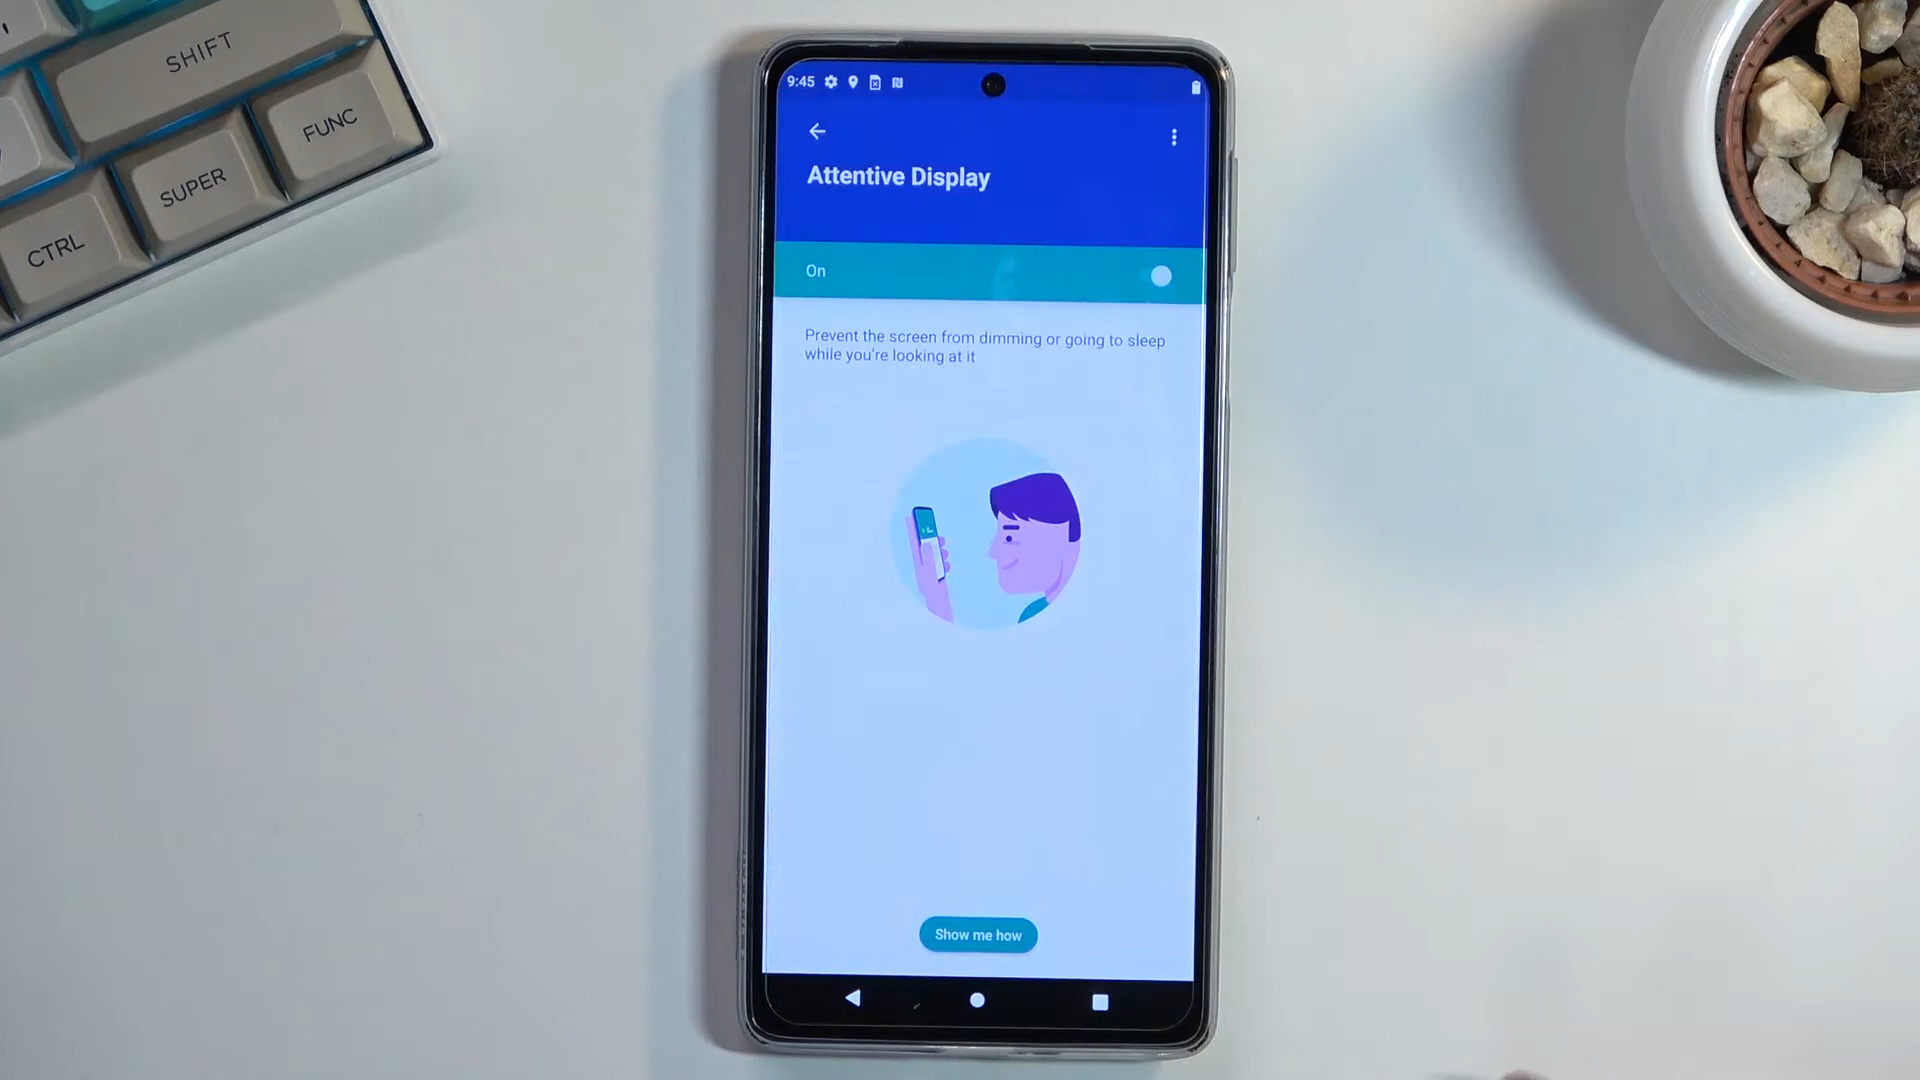 SHIFT
FUNC
SUPER
CTRL
9:45
Attentive Display
On
Prevent the screen from dimming or going to sleep
while you're looking at it
Show me how